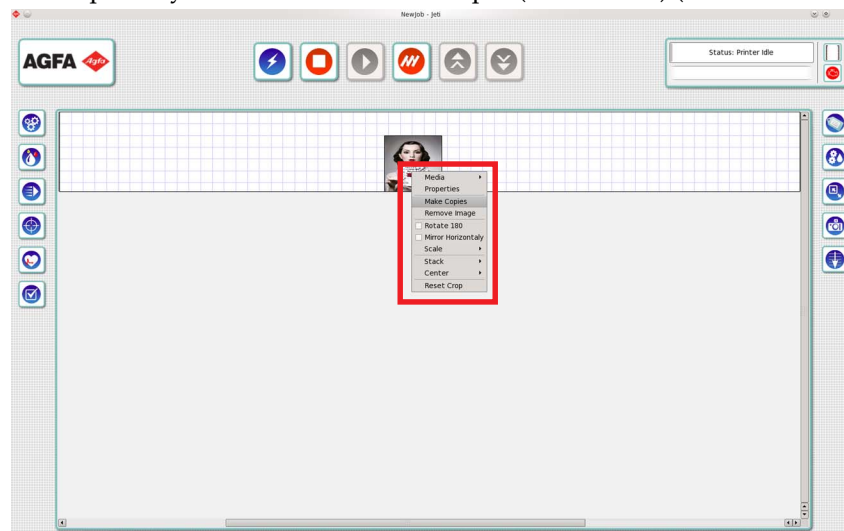 NewJob - Jeti
AGFA
Agfa
Status: Printer Idle
Media
Properties
Make Copies
Remove Image
Rotate 180
Mirror Horizontaly
Scale
Stack
Center
Reset Crop